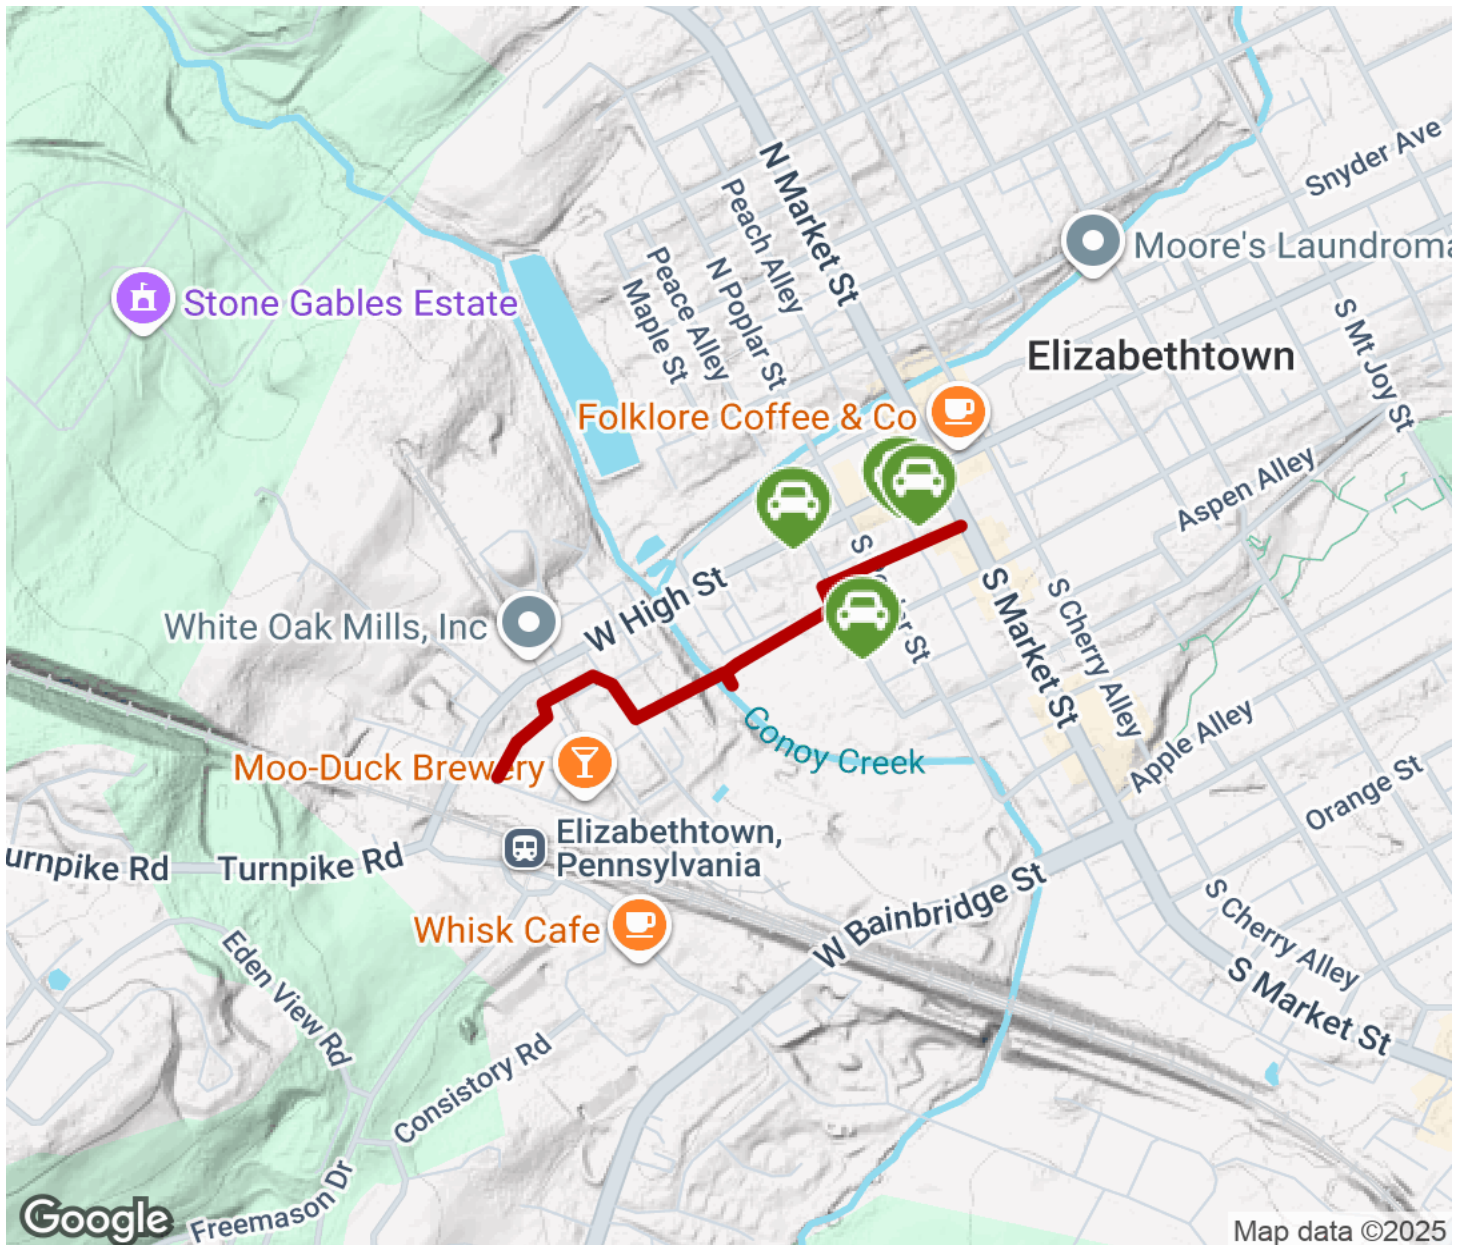 Snyder Ave
N Market St
Peach Alley
N Poplar St
Peace Alley
Maple St
Moore's Laundroma
Stone Gables Estate
S Mt Joy St
Elizabethtown
Folklore Coffee & Co
Aspen Alley
W High St
S Market St
S Cherry Alley
White Oak Mills, Inc
Conoy Creek
Moo-Duck Brewery
Apple Alley
Orange St
Elizabethtown,
Pennsylvania
urnpike Rd
Turnpike Rd
W Bainbridge St
Whisk Cafe
S Cherry Alley
S Market St
Eden View Rd
Consistory Rd
Freemason Dr
Google
Map data ©2025